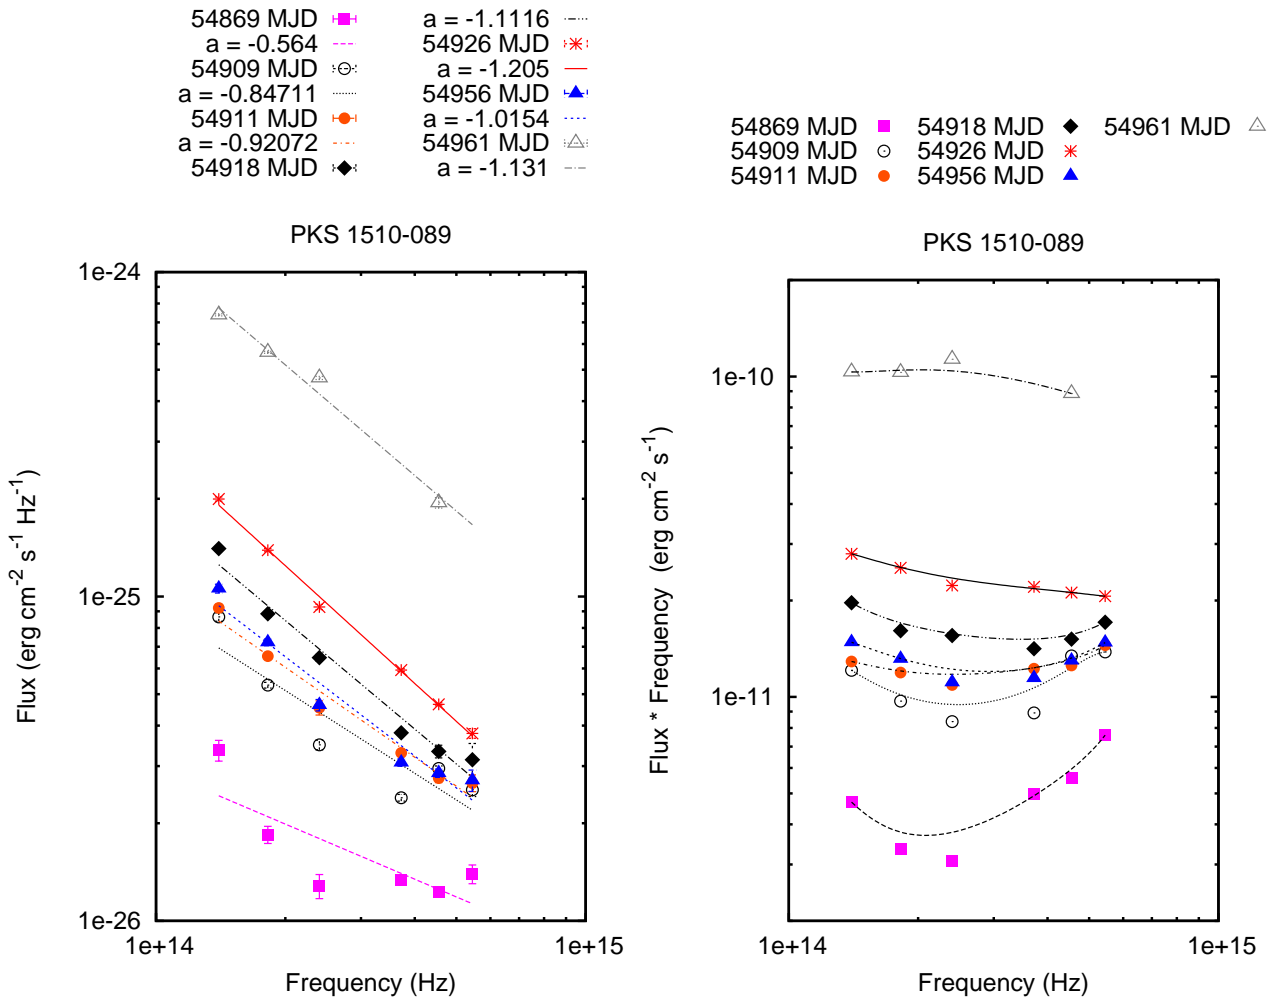 54869 MJD a = -1.1116
a = -0.564 54926 MJD
54909 MJD a = -1.205
a = -0.84711 54956 MJD
54911 MJD a = -1.0154
a = -0.92072 54961 MJD
54918 MJD a = -1.131
PKS 1510-089
1e-24
1e-25
1e-26
1e+14 1e+15
Frequency (Hz)
Flux (erg cm-2 s-1 Hz-1)
54869 MJD 54918 MJD 54961 MJD
54909 MJD 54926 MJD
54911 MJD 54956 MJD
PKS 1510-089
1e-10
1e-11
1e+14 1e+15
Frequency (Hz)
Flux * Frequency (erg cm-2 s-1)